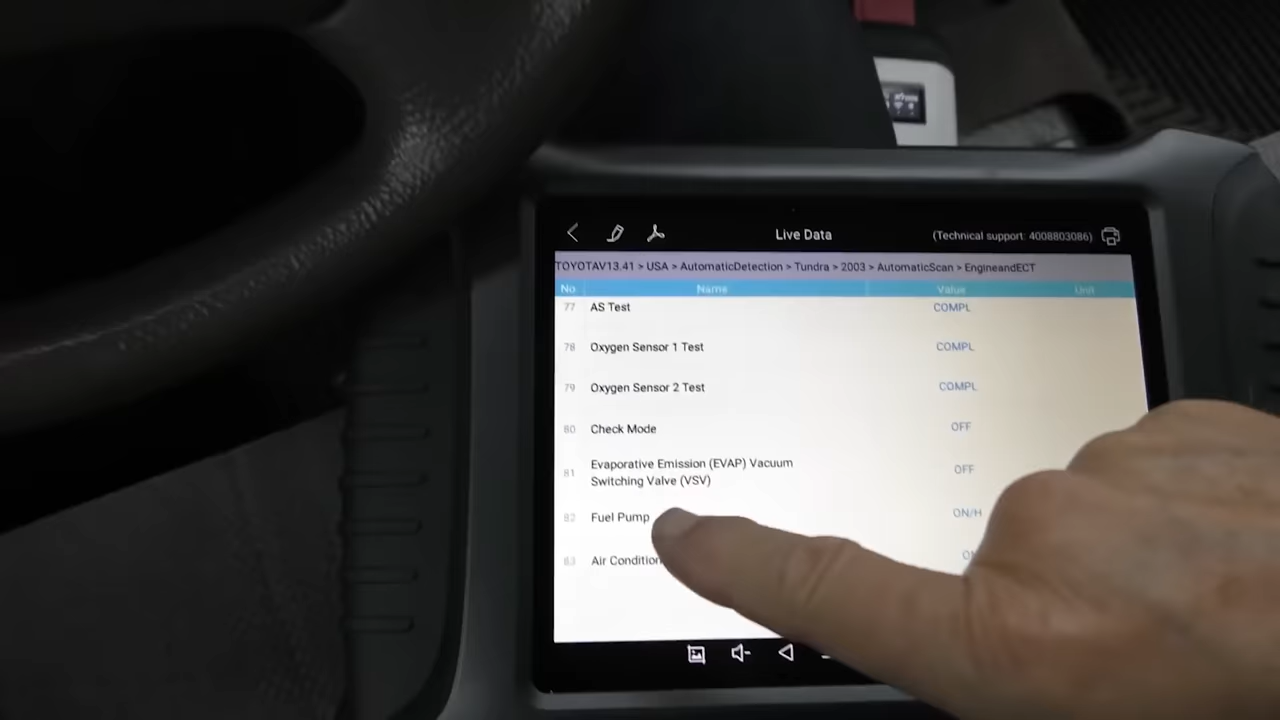 Live Data
(Technical support: 4008803086)
TOYOTAV13.41 > USA > AutomaticDetection > Tundra > 2003 > AutomaticScan > EngineandECT
No Name Value Unit
77 AS Test COMPL
78 Oxygen Sensor 1 Test COMPL
79 Oxygen Sensor 2 Test COMPL
80 Check Mode OFF
81 Evaporative Emission (EVAP) Vacuum
Switching Valve (VSV) OFF
82 Fuel Pump ON/H
83 Air Condition